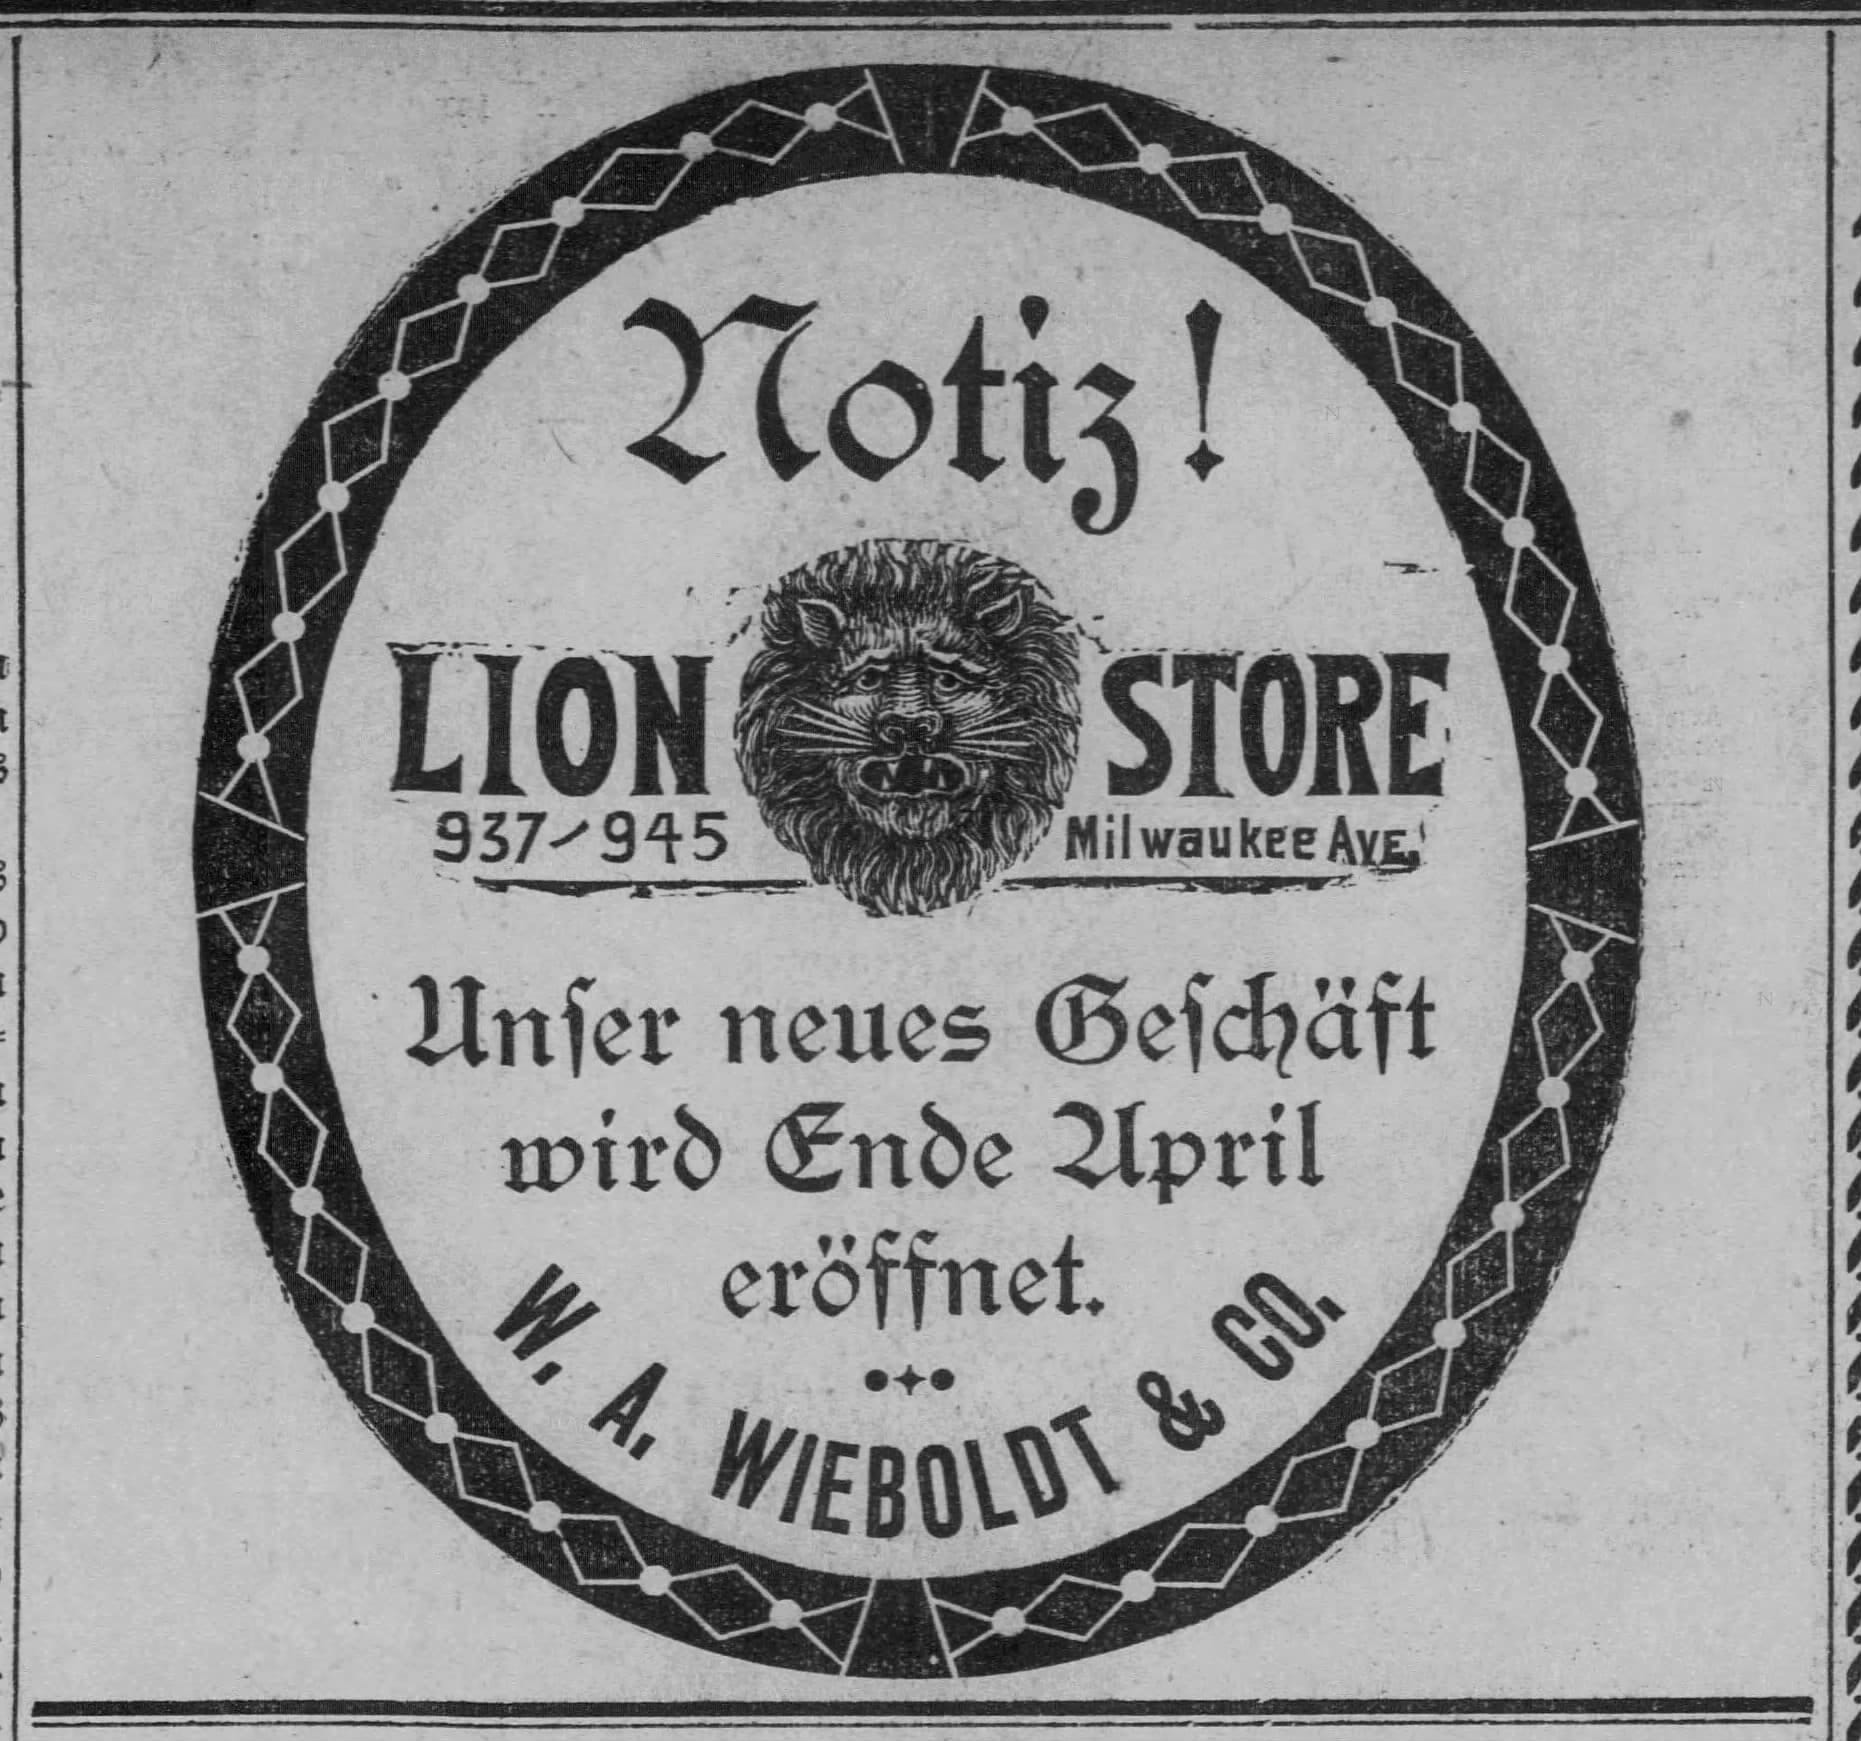 Notiz!
LION STORE
937-945 Milwaukee AVE.
Unſer neues Geſchäft
wird Ende April
eröffnet.
W. A. WIEBOLDT & CO.